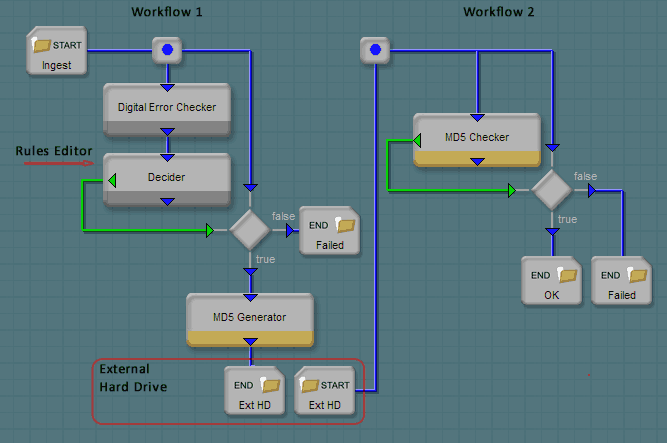 Workflow 1
Workflow 2
START
Ingest
Digital Error Checker
MD5 Checker
Rules Editor
Decider
false
true
false
END
Failed
true
END
OK
END
Failed
MD5 Generator
External
Hard Drive
END
Ext HD
START
Ext HD